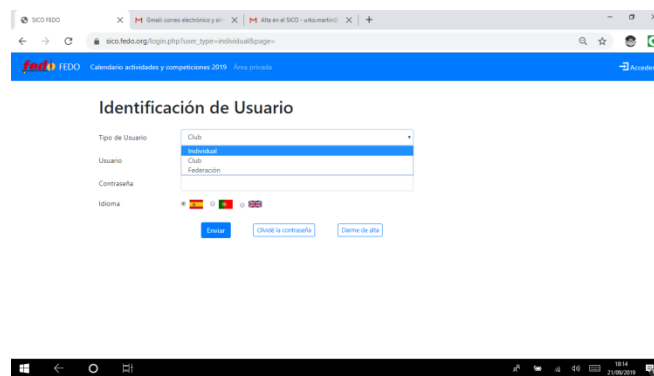 SICO FEDO
Gmail: correo electrónico y al
Alta en el SICO - urko.martin
sico.fedo.org/login.php?user_type=individual&page=
fedo FEDO Calendario actividades y competiciones 2019 Área privada Acceder
Identificación de Usuario
Tipo de Usuario Club
Individual
Usuario Club
Federación
Contraseña
Idioma
Enviar Olvidé la contraseña Darme de alta
18:14
21/09/2019